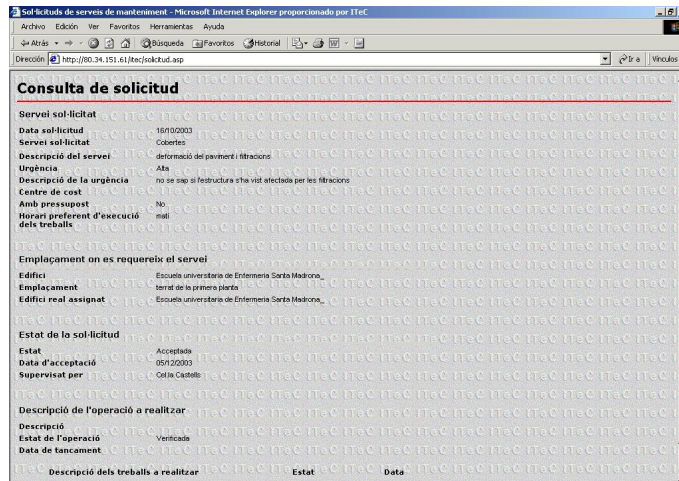 Sol·licituds de serveis de manteniment - Microsoft Internet Explorer proporcionado por ITeC
Archivo Edición Ver Favoritos Herramientas Ayuda
Atrás Búsqueda Favoritos Historial
Dirección http://80.34.151.61/itec/solicitud.asp Ir a Vínculos
Consulta de solicitud
Servei sol·licitat
Data sol·licitud 16/10/2003
Servei sol·licitat Cobertes
Descripció del servei deformació del paviment i filtracions
Urgència Alta
Descripció de la urgència no se sap si l'estructura s'ha vist afectada per les filtracions
Centre de cost
Amb pressupost No
Horari preferent d'execució matí
dels treballs
Emplaçament on es requereix el servei
Edifici Escuela universitaria de Enfermeria Santa Madrona_
Emplaçament terrat de la primera planta
Edifici real assignat Escuela universitaria de Enfermeria Santa Madrona_
Estat de la sol·licitud
Estat Acceptada
Data d'acceptació 05/12/2003
Supervisat per Cel.la Castells
Descripció de l'operació a realitzar
Descripció
Estat de l'operació Verificada
Data de tancament
Descripció dels treballs a realitzar Estat Data